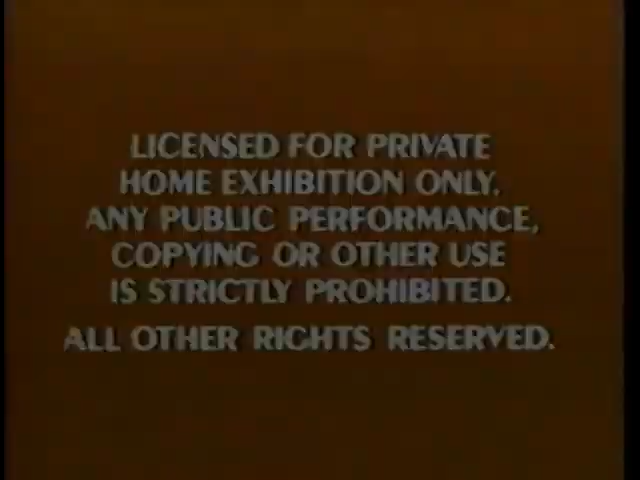 LICENSED FOR PRIVATE
HOME EXHIBITION ONLY.
ANY PUBLIC PERFORMANCE,
COPYING OR OTHER USE
IS STRICTLY PROHIBITED.
ALL OTHER RIGHTS RESERVED.